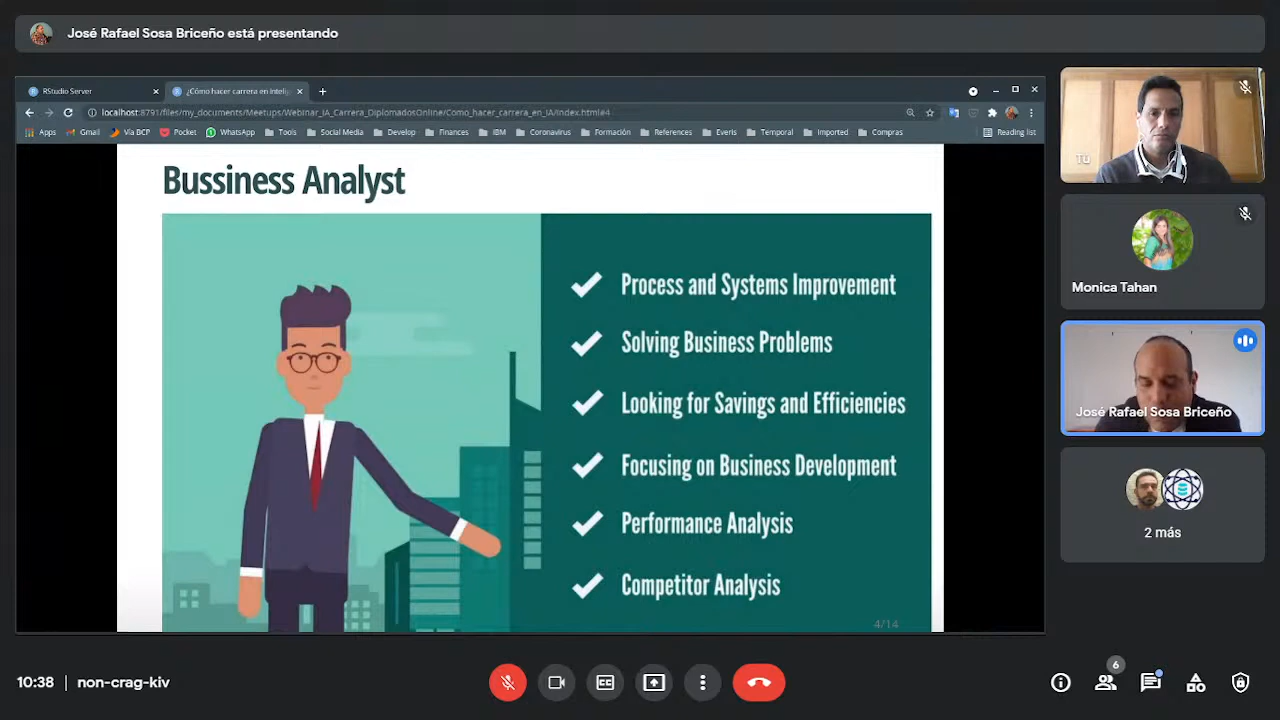 José Rafael Sosa Briceño está presentando
RStudio Server
¿Cómo hacer carrera en Intelig
localhost:8791/files/my_documents/Meetups/Webinar_IA_Carrera_DiplomadosOnline/Como_hacer_carrera_en_IA/index.html#4
Apps Gmail Vía BCP Pocket WhatsApp Tools Social Media Develop Finances IBM Coronavirus Formación References Everis Temporal Imported Compras Reading list
Bussiness Analyst
Process and Systems Improvement
Solving Business Problems
Looking for Savings and Efficiencies
Focusing on Business Development
Performance Analysis
Competitor Analysis
4/14
Tú
Monica Tahan
José Rafael Sosa Briceño
2 más
10:38 | non-crag-kiv
6